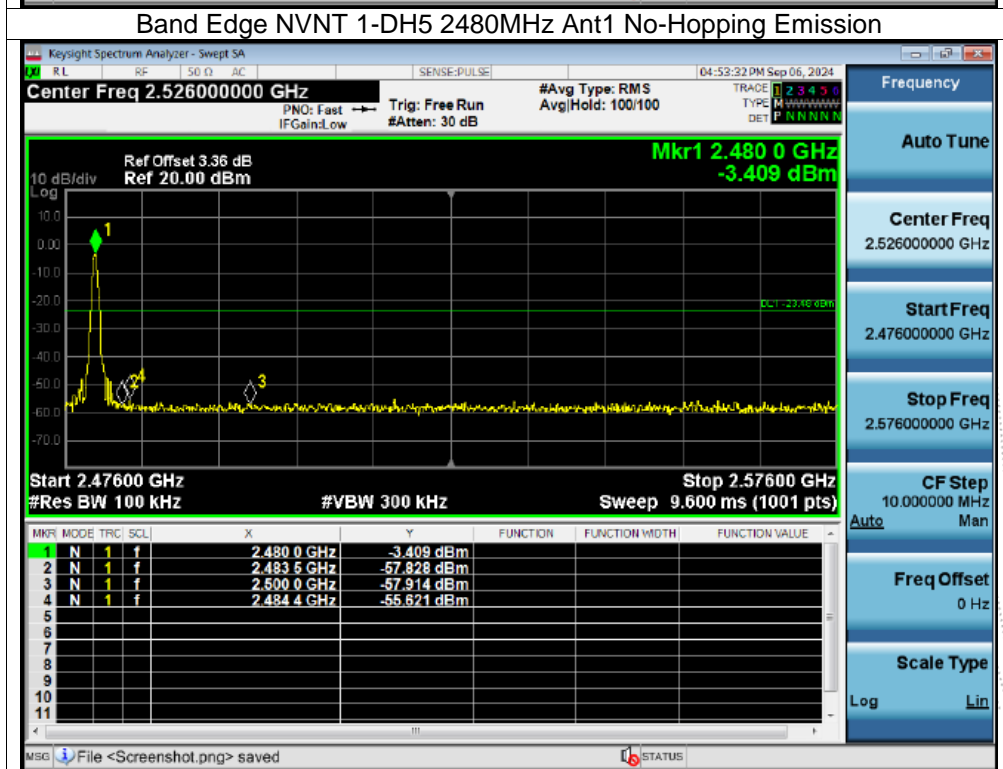 Band Edge NVNT 1-DH5 2480MHz Ant1 No-Hopping Emission
Keysight Spectrum Analyzer - Swept SA
RL RF 50 Ω AC SENSE:PULSE 04:53:32 PM Sep 06, 2024
Center Freq 2.526000000 GHz
PNO: Fast
IFGain:Low
Trig: Free Run
#Atten: 30 dB
#Avg Type: RMS
Avg|Hold: 100/100
TRACE 1 2 3 4 5 6
TYPE M WWWWW
DET P N N N N N
Frequency
Auto Tune
Center Freq
2.526000000 GHz
Start Freq
2.476000000 GHz
Stop Freq
2.576000000 GHz
CF Step
10.000000 MHz
Auto Man
Freq Offset
0 Hz
Scale Type
Log Lin
Mkr1 2.480 0 GHz
-3.409 dBm
Ref Offset 3.36 dB
10 dB/div Ref 20.00 dBm
Log
10.0
0.00
-10.0
-20.0
-30.0
-40.0
-50.0
-60.0
-70.0
1
DL1 -23.40 dBm
2 4 3
Start 2.47600 GHz Stop 2.57600 GHz
#Res BW 100 kHz #VBW 300 kHz Sweep 9.600 ms (1001 pts)
MKR MODE TRC SCL X Y FUNCTION FUNCTION WIDTH FUNCTION VALUE
1 N 1 f 2.480 0 GHz -3.409 dBm
2 N 1 f 2.483 5 GHz -57.828 dBm
3 N 1 f 2.500 0 GHz -57.914 dBm
4 N 1 f 2.484 4 GHz -55.621 dBm
5
6
7
8
9
10
11
MSG File <Screenshot.png> saved STATUS